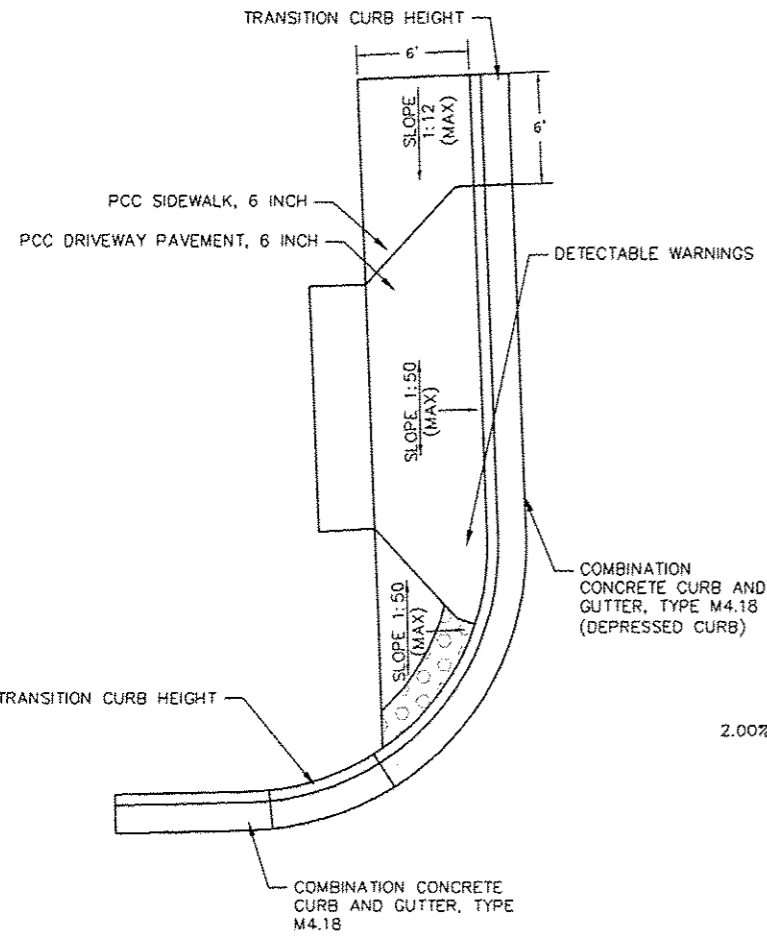 TRANSITION CURB HEIGHT
6'
SLOPE
1:12
(MAX)
6'
PCC SIDEWALK, 6 INCH
PCC DRIVEWAY PAVEMENT, 6 INCH
DETECTABLE WARNINGS
SLOPE 1:50
(MAX)
COMBINATION
CONCRETE CURB AND
GUTTER, TYPE M4.18
(DEPRESSED CURB)
SLOPE 1:50
(MAX)
TRANSITION CURB HEIGHT
2.00%
COMBINATION CONCRETE
CURB AND GUTTER, TYPE
M4.18